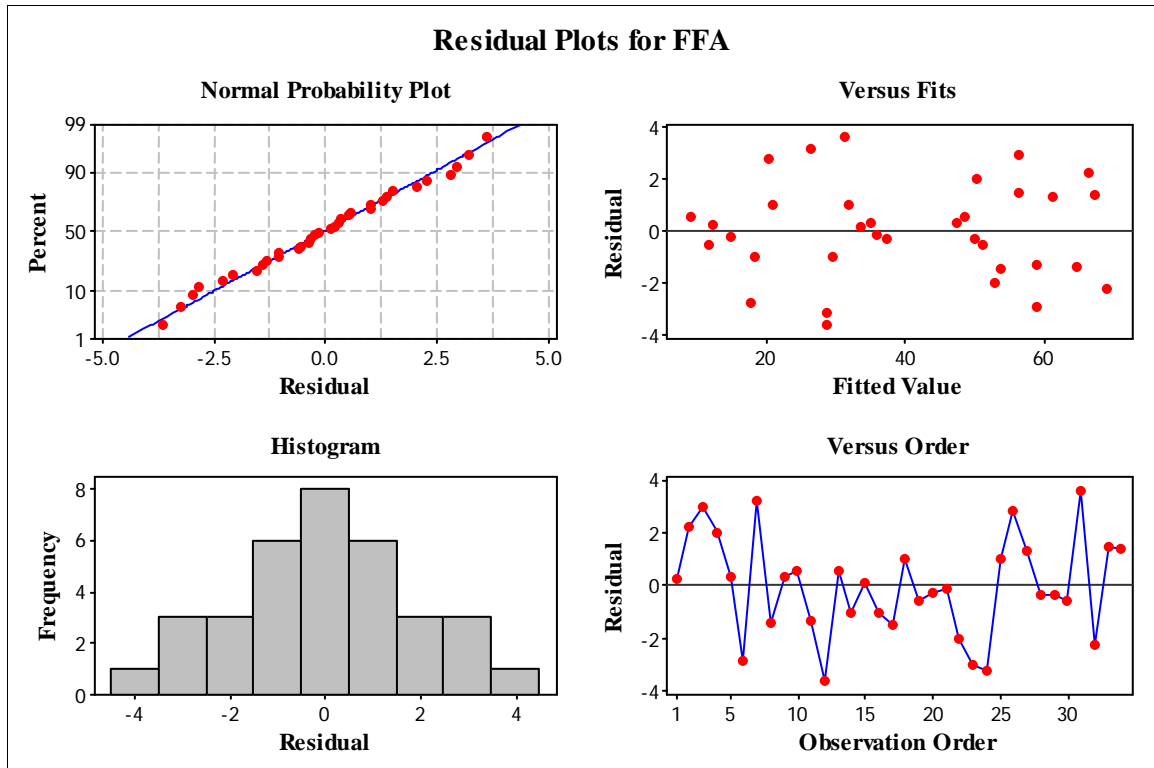 Residual Plots for FFA
Normal Probability Plot
99
90
50
10
1
Percent
-5.0 -2.5 0.0 2.5 5.0
Residual
Versus Fits
4
2
0
-2
-4
Residual
20 40 60
Fitted Value
Histogram
8
6
4
2
0
Frequency
-4 -2 0 2 4
Residual
Versus Order
4
2
0
-2
-4
Residual
1 5 10 15 20 25 30
Observation Order